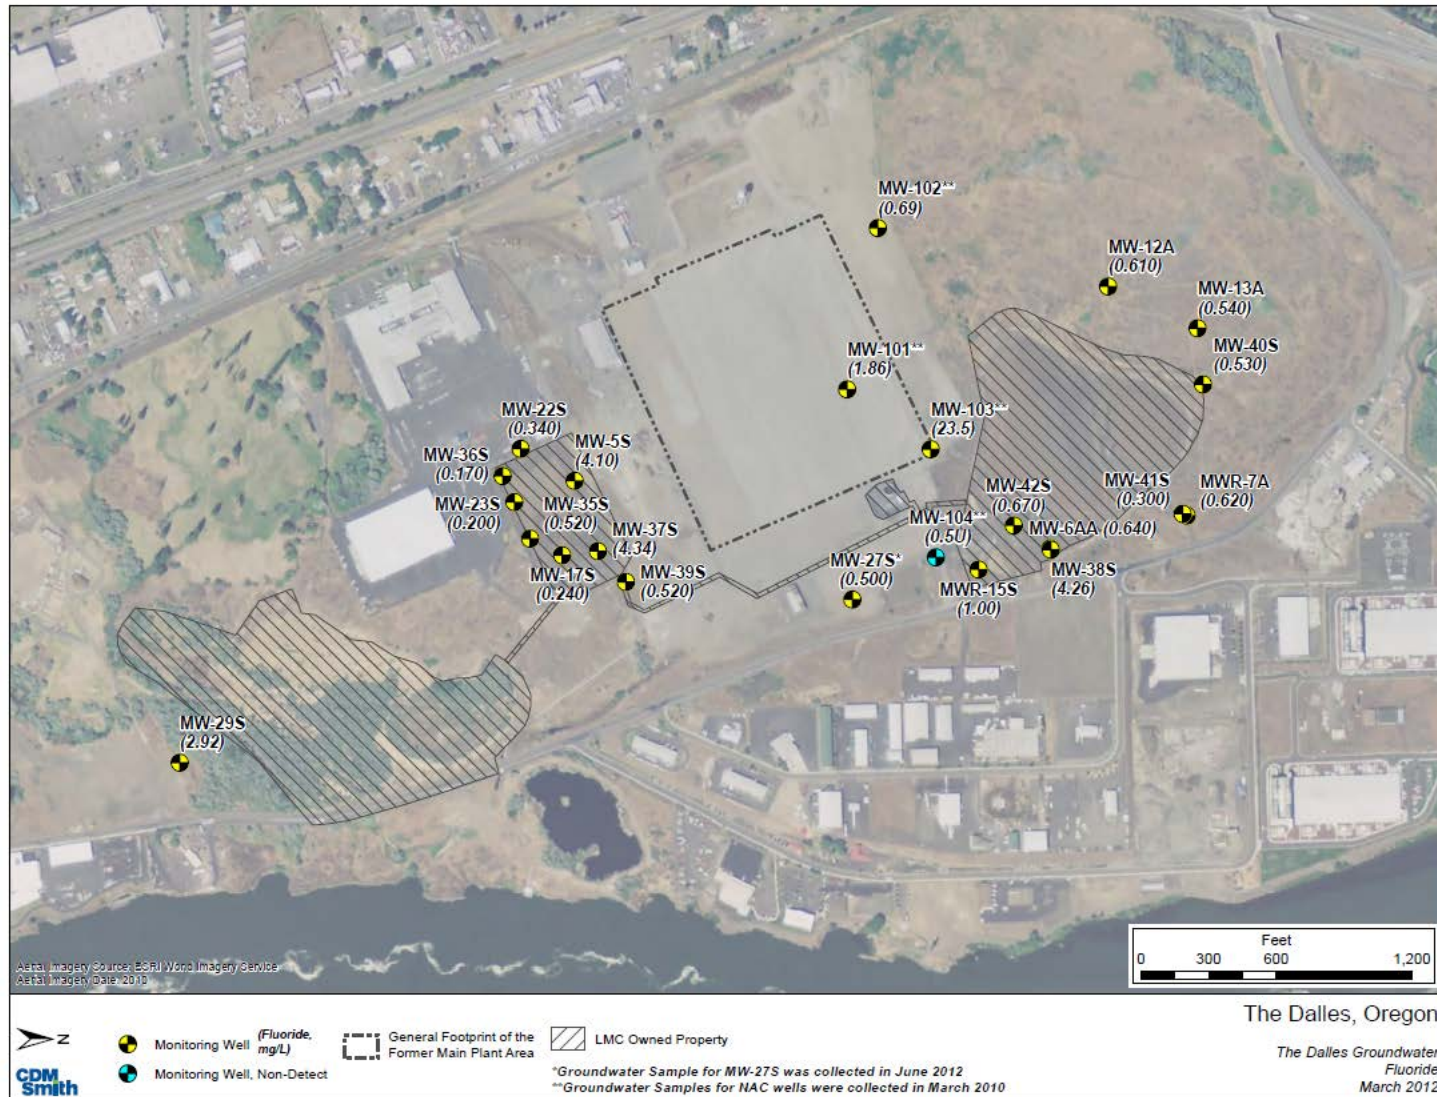 MW-102**
(0.69)
MW-12A
(0.610)
MW-13A
(0.540)
MW-40S
(0.530)
MW-101**
(1.86)
MW-103**
(23.5)
MW-22S
(0.340)
MW-5S
(4.10)
MW-36S
(0.170)
MW-23S
(0.200)
MW-35S
(0.520)
MW-37S
(4.34)
MW-17S
(0.240)
MW-39S
(0.520)
MW-42S
(0.670)
MW-41S
(0.300)
MWR-7A
(0.620)
MW-104**
(0.5U)
MW-6AA (0.640)
MW-27S*
(0.500)
MWR-15S
(1.00)
MW-38S
(4.26)
MW-29S
(2.92)
Aerial Imagery Source: ESRI World Imagery Service
Aerial Imagery Date: 2010
Feet
0 300 600 1,200
The Dalles, Oregon
N
Monitoring Well (Fluoride,
mg/L)
Monitoring Well, Non-Detect
General Footprint of the
Former Main Plant Area
LMC Owned Property
*Groundwater Sample for MW-27S was collected in June 2012
**Groundwater Samples for NAC wells were collected in March 2010
CDM
Smith
The Dalles Groundwater
Fluoride
March 2012